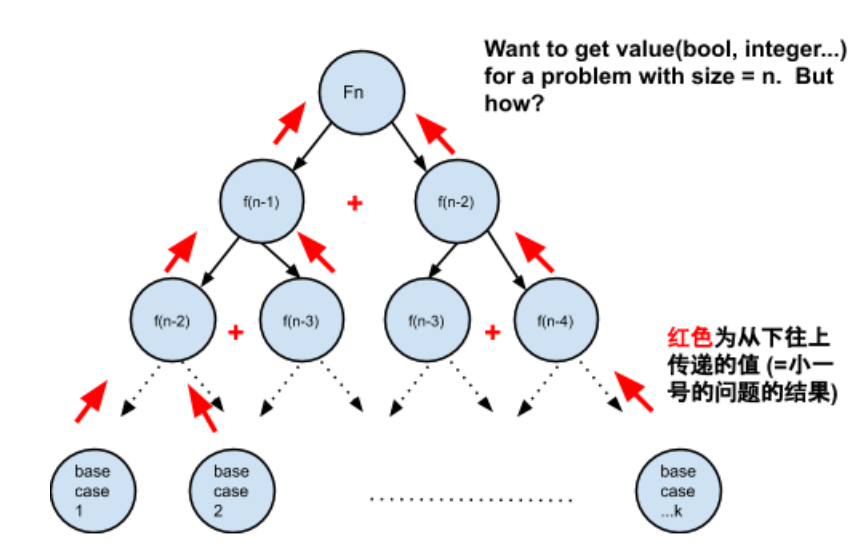 Want to get value(bool, integer...)
for a problem with size = n.  But
how?
Fn
f(n-1)
+
f(n-2)
f(n-2)
+
f(n-3)
f(n-3)
+
f(n-4)
红色为从下往上
传递的值 (=小一
号的问题的结果)
base
case
1
base
case
2
base
case
...k